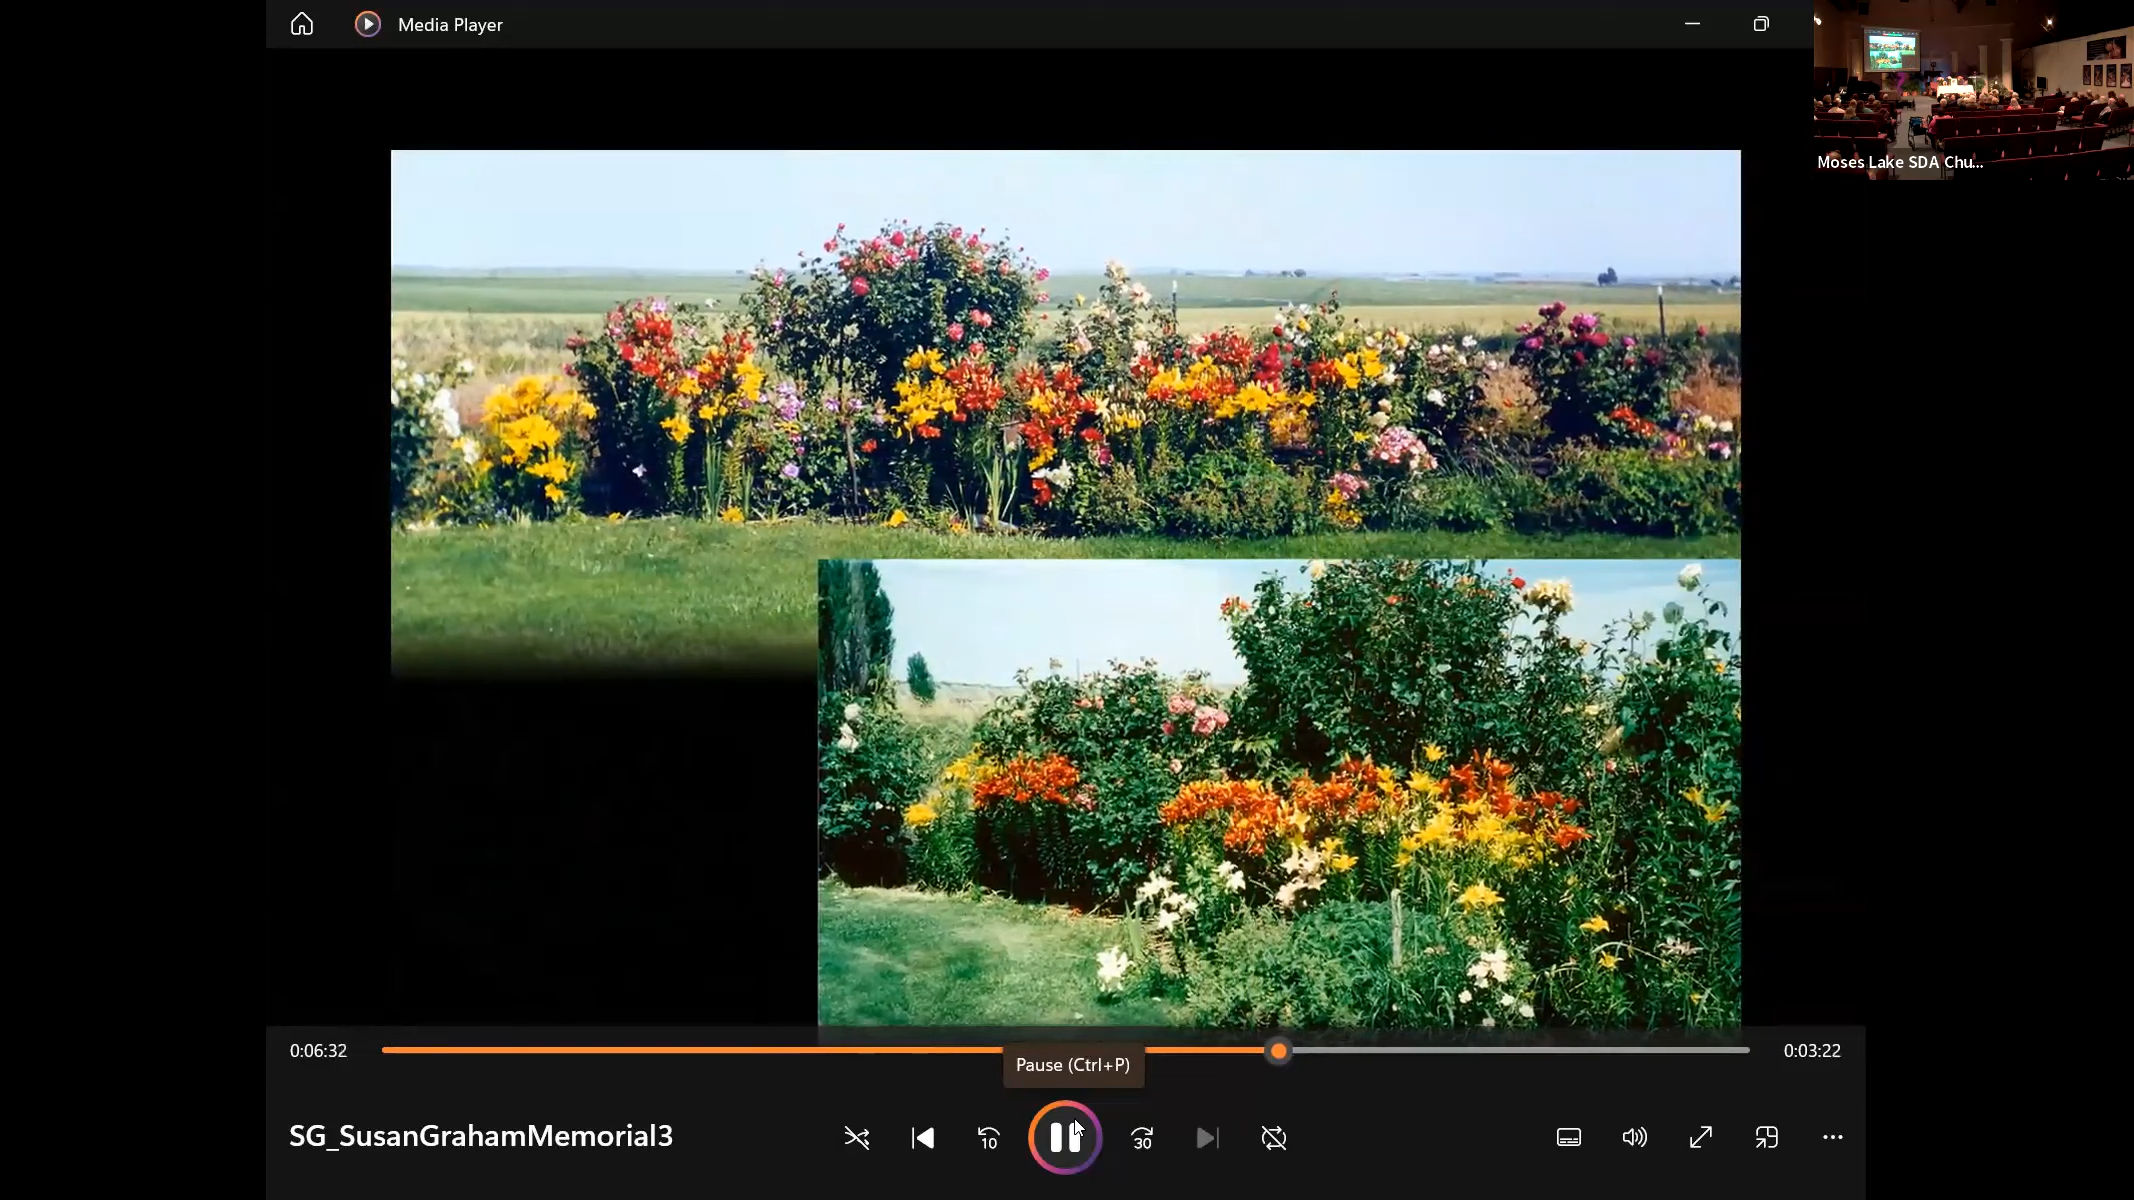 Media Player
Moses Lake SDA Chu...
0:06:32
0:03:22
Pause (Ctrl+P)
SG_SusanGrahamMemorial3
10
30